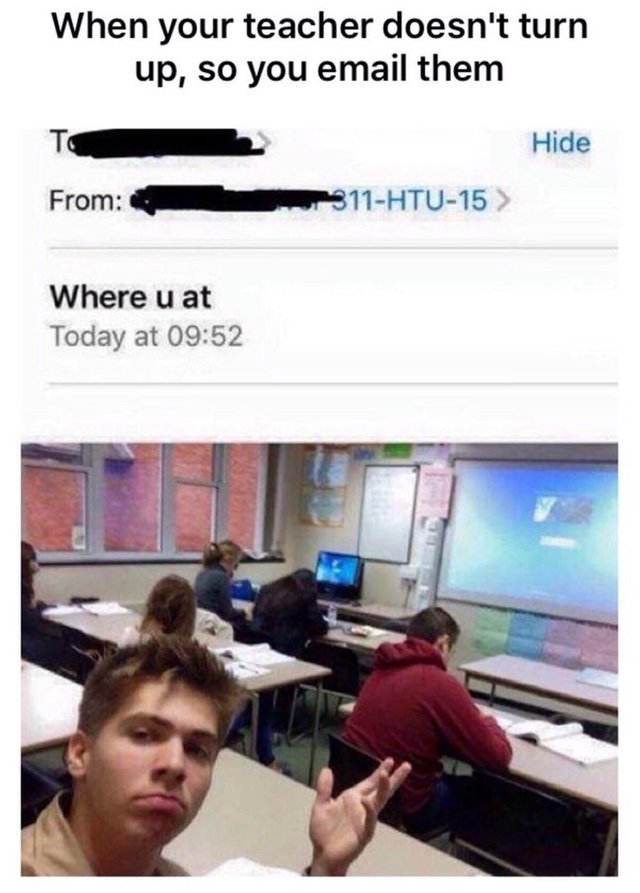 When your teacher doesn't turn
up, so you email them
Hide
From: 311-HTU-15 >
Where u at
Today at 09:52